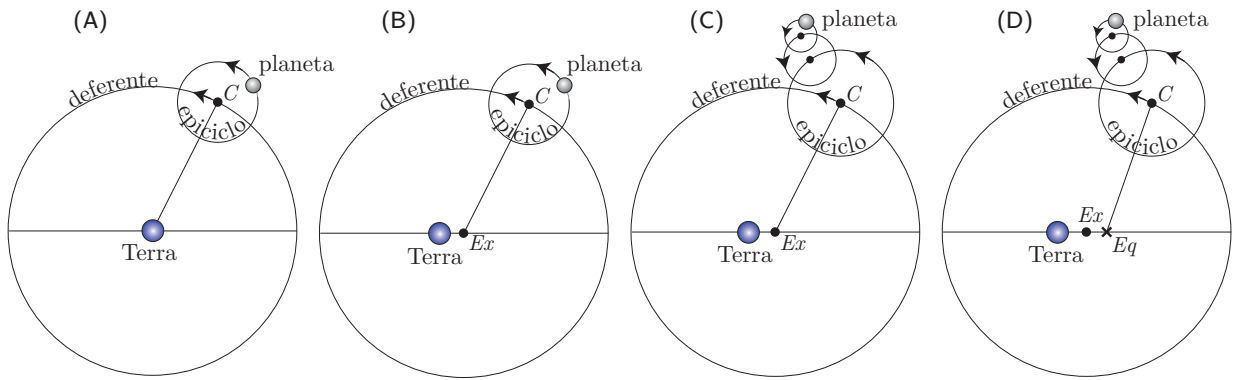 (A)
planeta
deferente
C
epiciclo
Terra
(B)
planeta
deferente
C
epiciclo
Terra
Ex
(C)
planeta
deferente
C
epiciclo
Terra
Ex
(D)
planeta
deferente
C
epiciclo
Ex
Terra
Eq